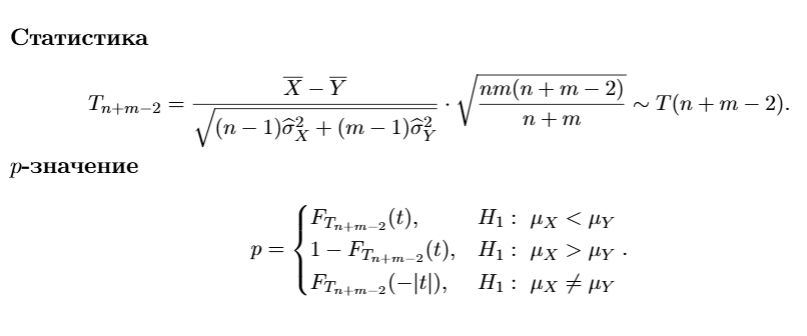 Статистика
$$T_{n+m-2} = \frac{\overline{X} - \overline{Y}}{\sqrt{(n-1)\widehat{\sigma}_X^2 + (m-1)\widehat{\sigma}_Y^2}} \cdot \sqrt{\frac{nm(n+m-2)}{n+m}} \sim T(n+m-2).$$
p-значение
$$p = \begin{cases} F_{T_{n+m-2}}(t), & H_1: \ \mu_X < \mu_Y \\ 1 - F_{T_{n+m-2}}(t), & H_1: \ \mu_X > \mu_Y \\ F_{T_{n+m-2}}(-|t|), & H_1: \ \mu_X \neq \mu_Y \end{cases}.$$